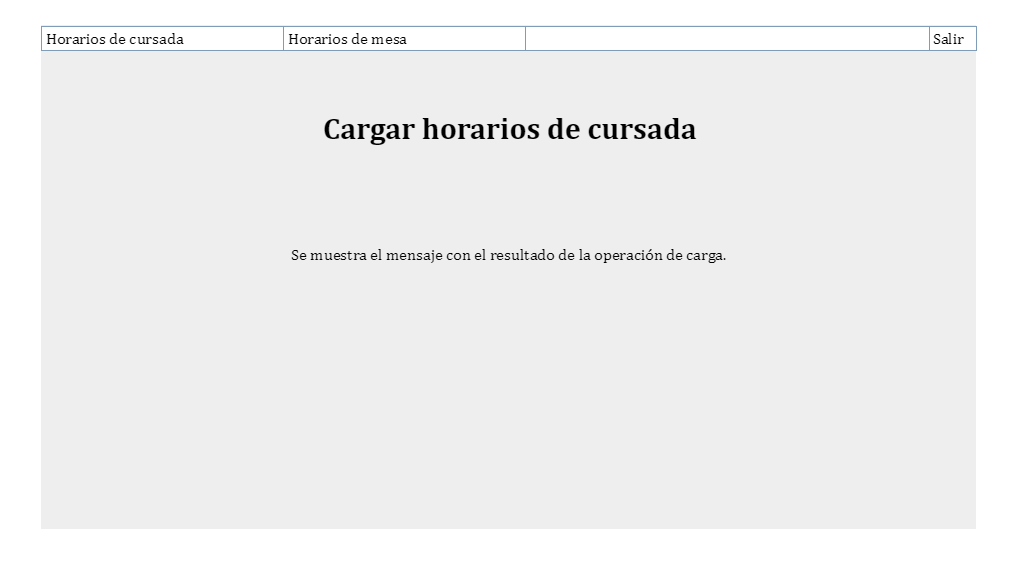 Horarios de cursada
Horarios de mesa
Salir
Cargar horarios de cursada
Se muestra el mensaje con el resultado de la operación de carga.